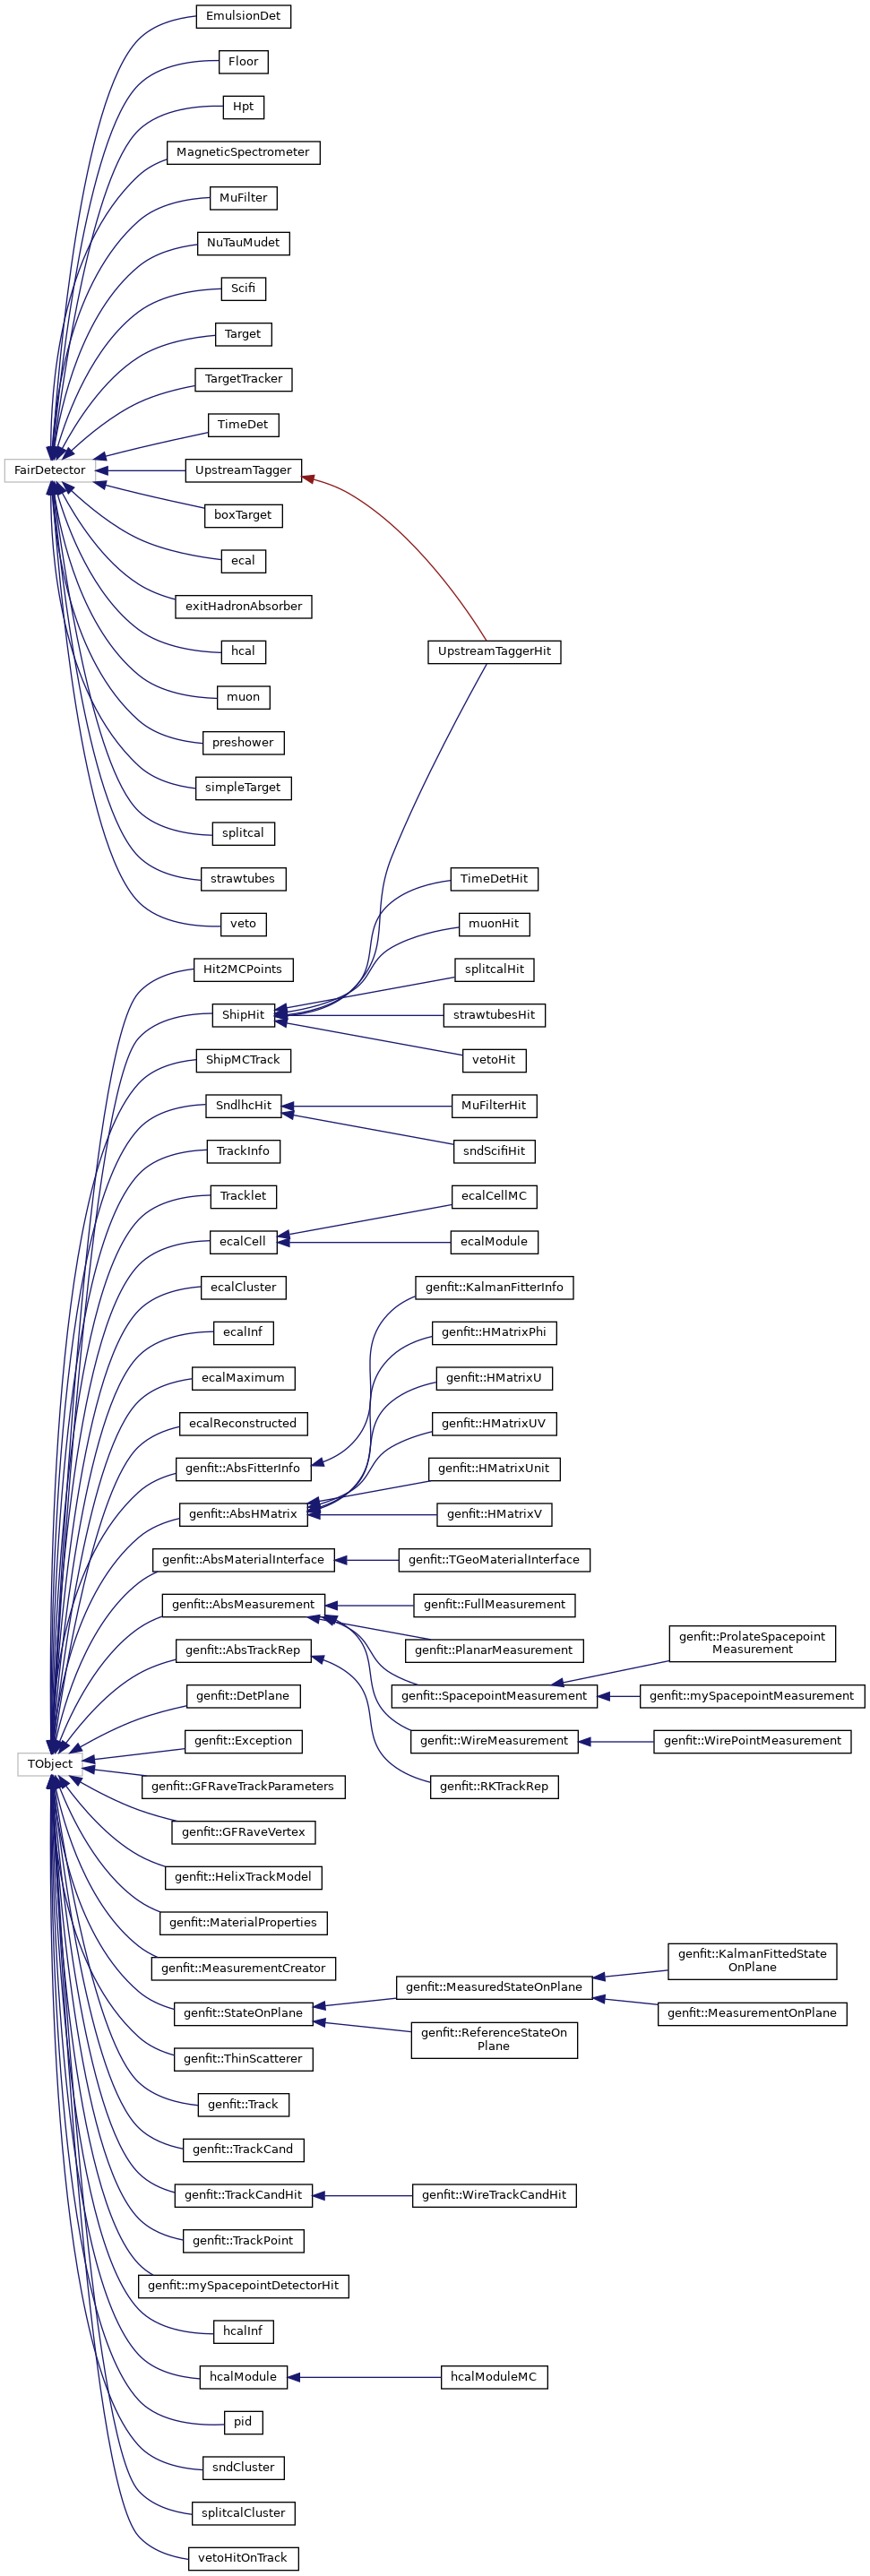 EmulsionDet
Floor
Hpt
MagneticSpectrometer
MuFilter
NuTauMudet
Scifi
Target
TargetTracker
TimeDet
FairDetector
UpstreamTagger
boxTarget
ecal
exitHadronAbsorber
hcal
UpstreamTaggerHit
muon
preshower
simpleTarget
splitcal
strawtubes
TimeDetHit
veto
muonHit
Hit2MCPoints
splitcalHit
ShipHit
strawtubesHit
ShipMCTrack
vetoHit
SndlhcHit
MuFilterHit
TrackInfo
sndScifiHit
Tracklet
ecalCellMC
ecalCell
ecalModule
ecalCluster
genfit::KalmanFitterInfo
ecalInf
genfit::HMatrixPhi
ecalMaximum
genfit::HMatrixU
ecalReconstructed
genfit::HMatrixUV
genfit::AbsFitterInfo
genfit::HMatrixUnit
genfit::AbsHMatrix
genfit::HMatrixV
genfit::AbsMaterialInterface
genfit::TGeoMaterialInterface
genfit::AbsMeasurement
genfit::FullMeasurement
genfit::ProlateSpacepoint
Measurement
genfit::AbsTrackRep
genfit::PlanarMeasurement
genfit::DetPlane
genfit::SpacepointMeasurement
genfit::mySpacepointMeasurement
genfit::Exception
genfit::WireMeasurement
genfit::WirePointMeasurement
TObject
genfit::GFRaveTrackParameters
genfit::RKTrackRep
genfit::GFRaveVertex
genfit::HelixTrackModel
genfit::MaterialProperties
genfit::MeasurementCreator
genfit::KalmanFittedState
OnPlane
genfit::MeasuredStateOnPlane
genfit::StateOnPlane
genfit::MeasurementOnPlane
genfit::ReferenceStateOn
Plane
genfit::ThinScatterer
genfit::Track
genfit::TrackCand
genfit::TrackCandHit
genfit::WireTrackCandHit
genfit::TrackPoint
genfit::mySpacepointDetectorHit
hcalInf
hcalModule
hcalModuleMC
pid
sndCluster
splitcalCluster
vetoHitOnTrack